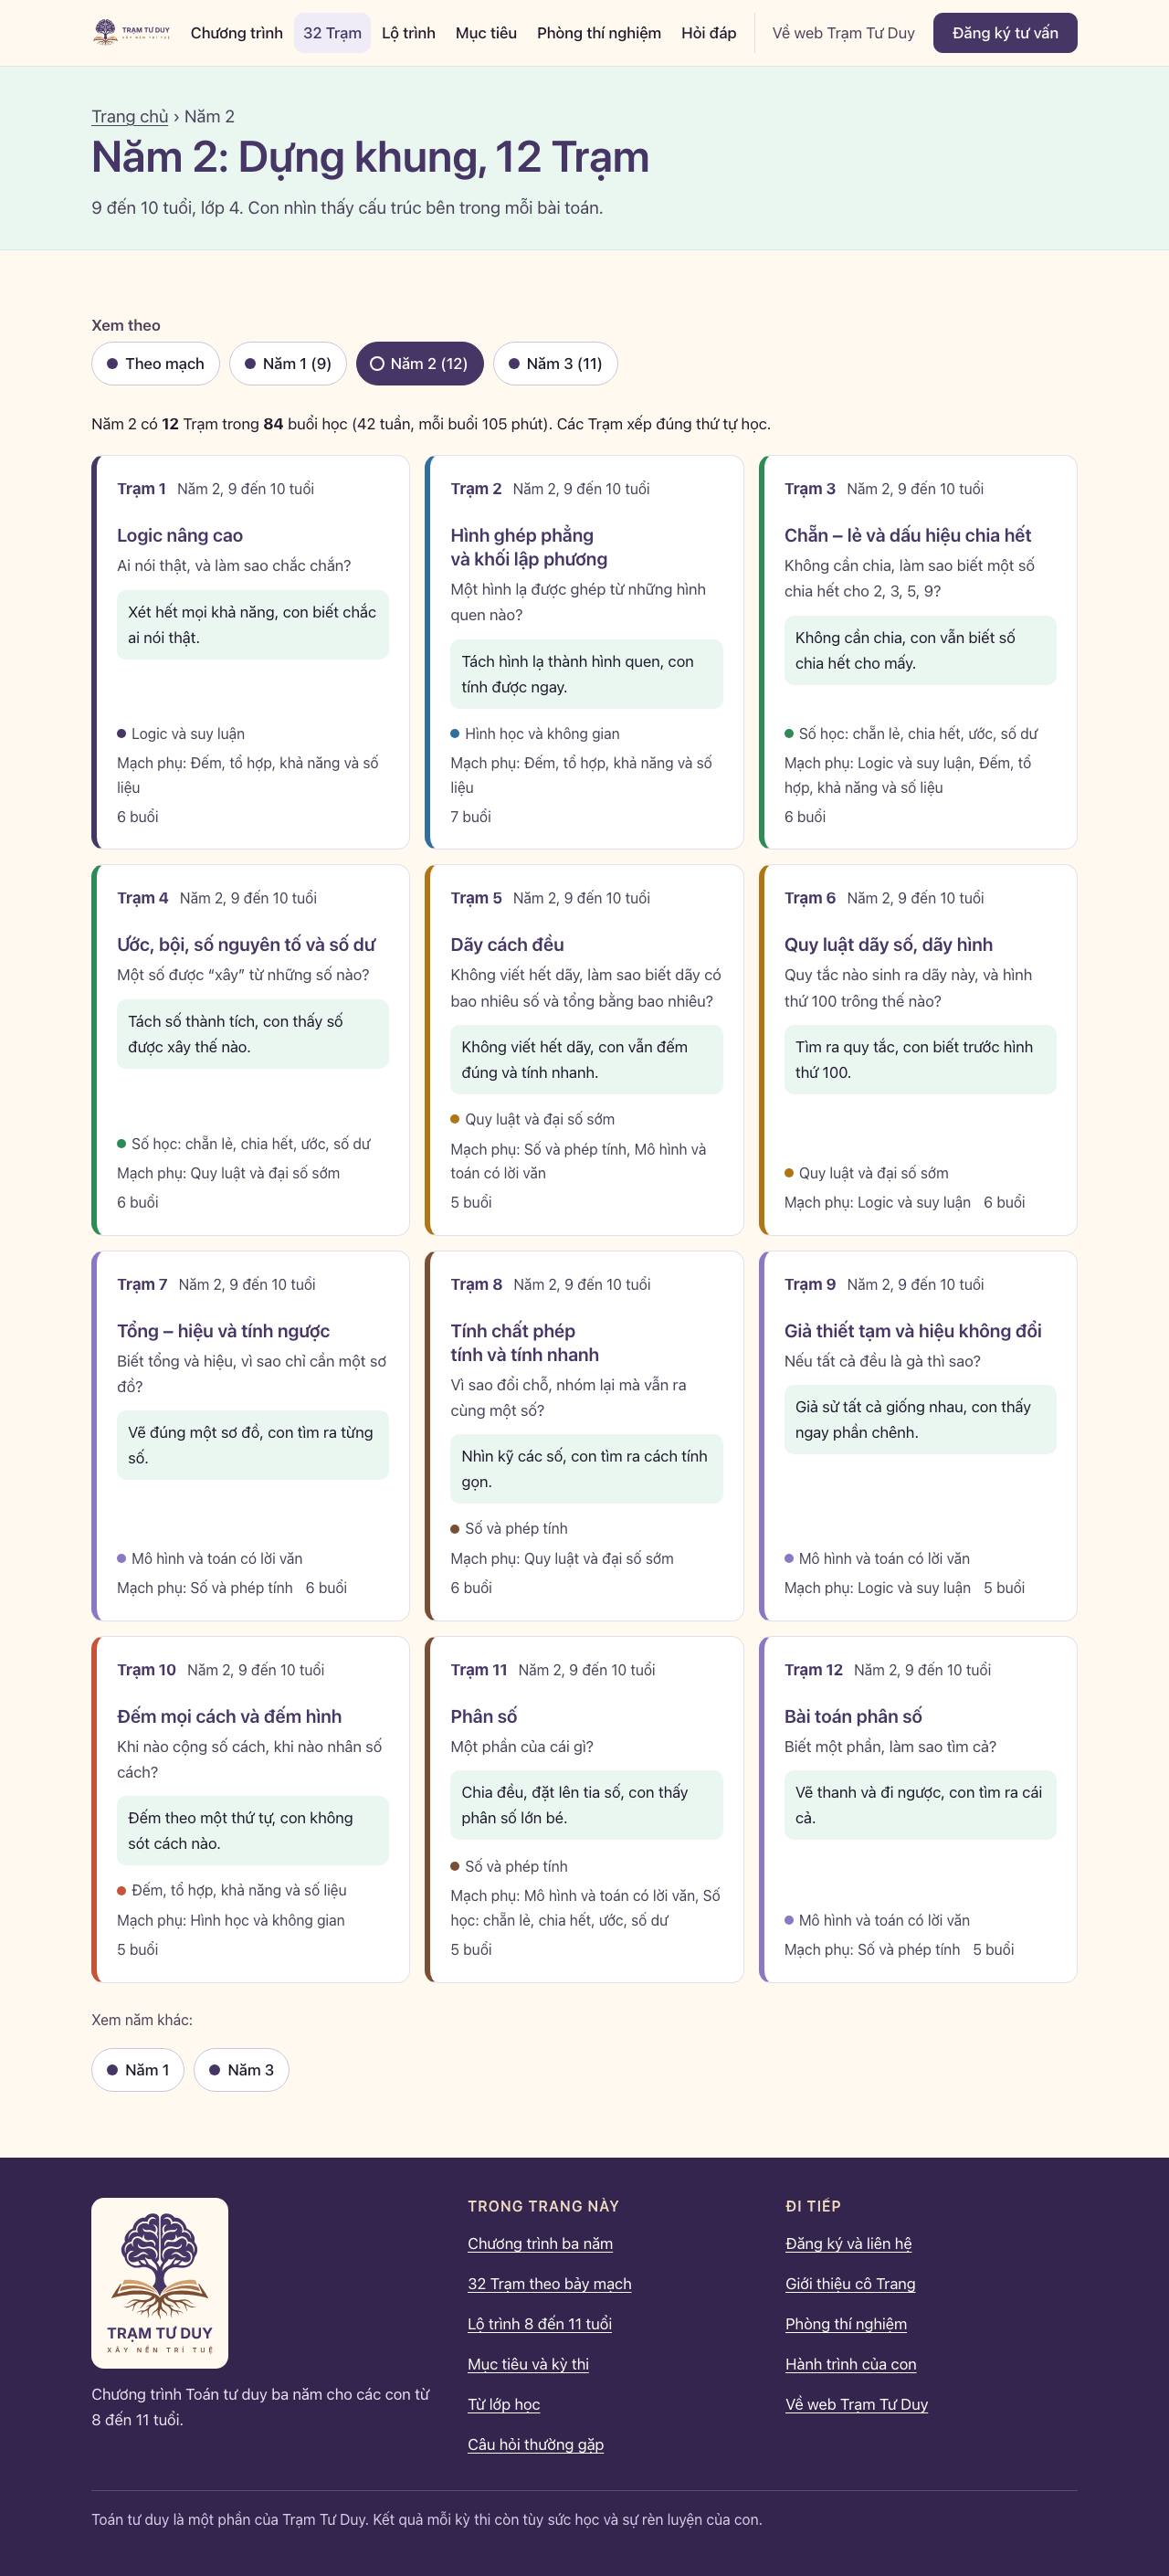 TRẠM TƯ DUY
XÂY NỀN TRÍ TUỆ
Chương trình
32 Trạm
Lộ trình
Mục tiêu
Phòng thí nghiệm
Hỏi đáp
Về web Trạm Tư Duy
Đăng ký tư vấn
Trang chủ › Năm 2
Năm 2: Dựng khung, 12 Trạm
9 đến 10 tuổi, lớp 4. Con nhìn thấy cấu trúc bên trong mỗi bài toán.
Xem theo
Theo mạch
Năm 1 (9)
Năm 2 (12)
Năm 3 (11)
Năm 2 có 12 Trạm trong 84 buổi học (42 tuần, mỗi buổi 105 phút). Các Trạm xếp đúng thứ tự học.
Trạm 1 Năm 2, 9 đến 10 tuổi
Logic nâng cao
Ai nói thật, và làm sao chắc chắn?
Xét hết mọi khả năng, con biết chắc
ai nói thật.
Logic và suy luận
Mạch phụ: Đếm, tổ hợp, khả năng và số
liệu
6 buổi
Trạm 2 Năm 2, 9 đến 10 tuổi
Hình ghép phẳng
và khối lập phương
Một hình lạ được ghép từ những hình
quen nào?
Tách hình lạ thành hình quen, con
tính được ngay.
Hình học và không gian
Mạch phụ: Đếm, tổ hợp, khả năng và số
liệu
7 buổi
Trạm 3 Năm 2, 9 đến 10 tuổi
Chẵn – lẻ và dấu hiệu chia hết
Không cần chia, làm sao biết một số
chia hết cho 2, 3, 5, 9?
Không cần chia, con vẫn biết số
chia hết cho mấy.
Số học: chẵn lẻ, chia hết, ước, số dư
Mạch phụ: Logic và suy luận, Đếm, tổ
hợp, khả năng và số liệu
6 buổi
Trạm 4 Năm 2, 9 đến 10 tuổi
Ước, bội, số nguyên tố và số dư
Một số được “xây” từ những số nào?
Tách số thành tích, con thấy số
được xây thế nào.
Số học: chẵn lẻ, chia hết, ước, số dư
Mạch phụ: Quy luật và đại số sớm
6 buổi
Trạm 5 Năm 2, 9 đến 10 tuổi
Dãy cách đều
Không viết hết dãy, làm sao biết dãy có
bao nhiêu số và tổng bằng bao nhiêu?
Không viết hết dãy, con vẫn đếm
đúng và tính nhanh.
Quy luật và đại số sớm
Mạch phụ: Số và phép tính, Mô hình và
toán có lời văn
5 buổi
Trạm 6 Năm 2, 9 đến 10 tuổi
Quy luật dãy số, dãy hình
Quy tắc nào sinh ra dãy này, và hình
thứ 100 trông thế nào?
Tìm ra quy tắc, con biết trước hình
thứ 100.
Quy luật và đại số sớm
Mạch phụ: Logic và suy luận 6 buổi
Trạm 7 Năm 2, 9 đến 10 tuổi
Tổng – hiệu và tính ngược
Biết tổng và hiệu, vì sao chỉ cần một sơ
đồ?
Vẽ đúng một sơ đồ, con tìm ra từng
số.
Mô hình và toán có lời văn
Mạch phụ: Số và phép tính 6 buổi
Trạm 8 Năm 2, 9 đến 10 tuổi
Tính chất phép
tính và tính nhanh
Vì sao đổi chỗ, nhóm lại mà vẫn ra
cùng một số?
Nhìn kỹ các số, con tìm ra cách tính
gọn.
Số và phép tính
Mạch phụ: Quy luật và đại số sớm
6 buổi
Trạm 9 Năm 2, 9 đến 10 tuổi
Giả thiết tạm và hiệu không đổi
Nếu tất cả đều là gà thì sao?
Giả sử tất cả giống nhau, con thấy
ngay phần chênh.
Mô hình và toán có lời văn
Mạch phụ: Logic và suy luận 5 buổi
Trạm 10 Năm 2, 9 đến 10 tuổi
Đếm mọi cách và đếm hình
Khi nào cộng số cách, khi nào nhân số
cách?
Đếm theo một thứ tự, con không
sót cách nào.
Đếm, tổ hợp, khả năng và số liệu
Mạch phụ: Hình học và không gian
5 buổi
Trạm 11 Năm 2, 9 đến 10 tuổi
Phân số
Một phần của cái gì?
Chia đều, đặt lên tia số, con thấy
phân số lớn bé.
Số và phép tính
Mạch phụ: Mô hình và toán có lời văn, Số
học: chẵn lẻ, chia hết, ước, số dư
5 buổi
Trạm 12 Năm 2, 9 đến 10 tuổi
Bài toán phân số
Biết một phần, làm sao tìm cả?
Vẽ thanh và đi ngược, con tìm ra cái
cả.
Mô hình và toán có lời văn
Mạch phụ: Số và phép tính 5 buổi
Xem năm khác:
Năm 1
Năm 3
TRẠM TƯ DUY
XÂY NỀN TRÍ TUỆ
Chương trình Toán tư duy ba năm cho các con từ
8 đến 11 tuổi.
TRONG TRANG NÀY
Chương trình ba năm
32 Trạm theo bảy mạch
Lộ trình 8 đến 11 tuổi
Mục tiêu và kỳ thi
Từ lớp học
Câu hỏi thường gặp
ĐI TIẾP
Đăng ký và liên hệ
Giới thiệu cô Trang
Phòng thí nghiệm
Hành trình của con
Về web Trạm Tư Duy
Toán tư duy là một phần của Trạm Tư Duy. Kết quả mỗi kỳ thi còn tùy sức học và sự rèn luyện của con.